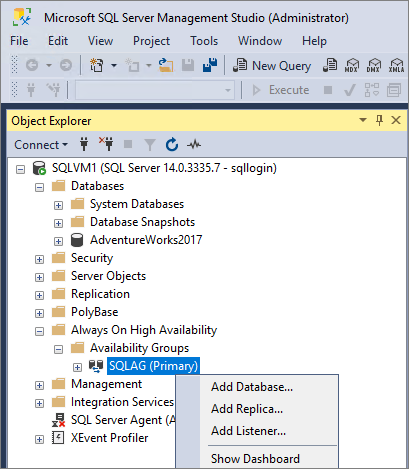 Microsoft SQL Server Management Studio (Administrator)
File Edit View Project Tools Window Help
New Query MDX DMX XMLA
Execute
Object Explorer
Connect
SQLVM1 (SQL Server 14.0.3335.7 - sqllogin)
Databases
System Databases
Database Snapshots
AdventureWorks2017
Security
Server Objects
Replication
PolyBase
Always On High Availability
Availability Groups
SQLAG (Primary)
Management
Integration Services
SQL Server Agent (A
XEvent Profiler
Add Database...
Add Replica...
Add Listener...
Show Dashboard